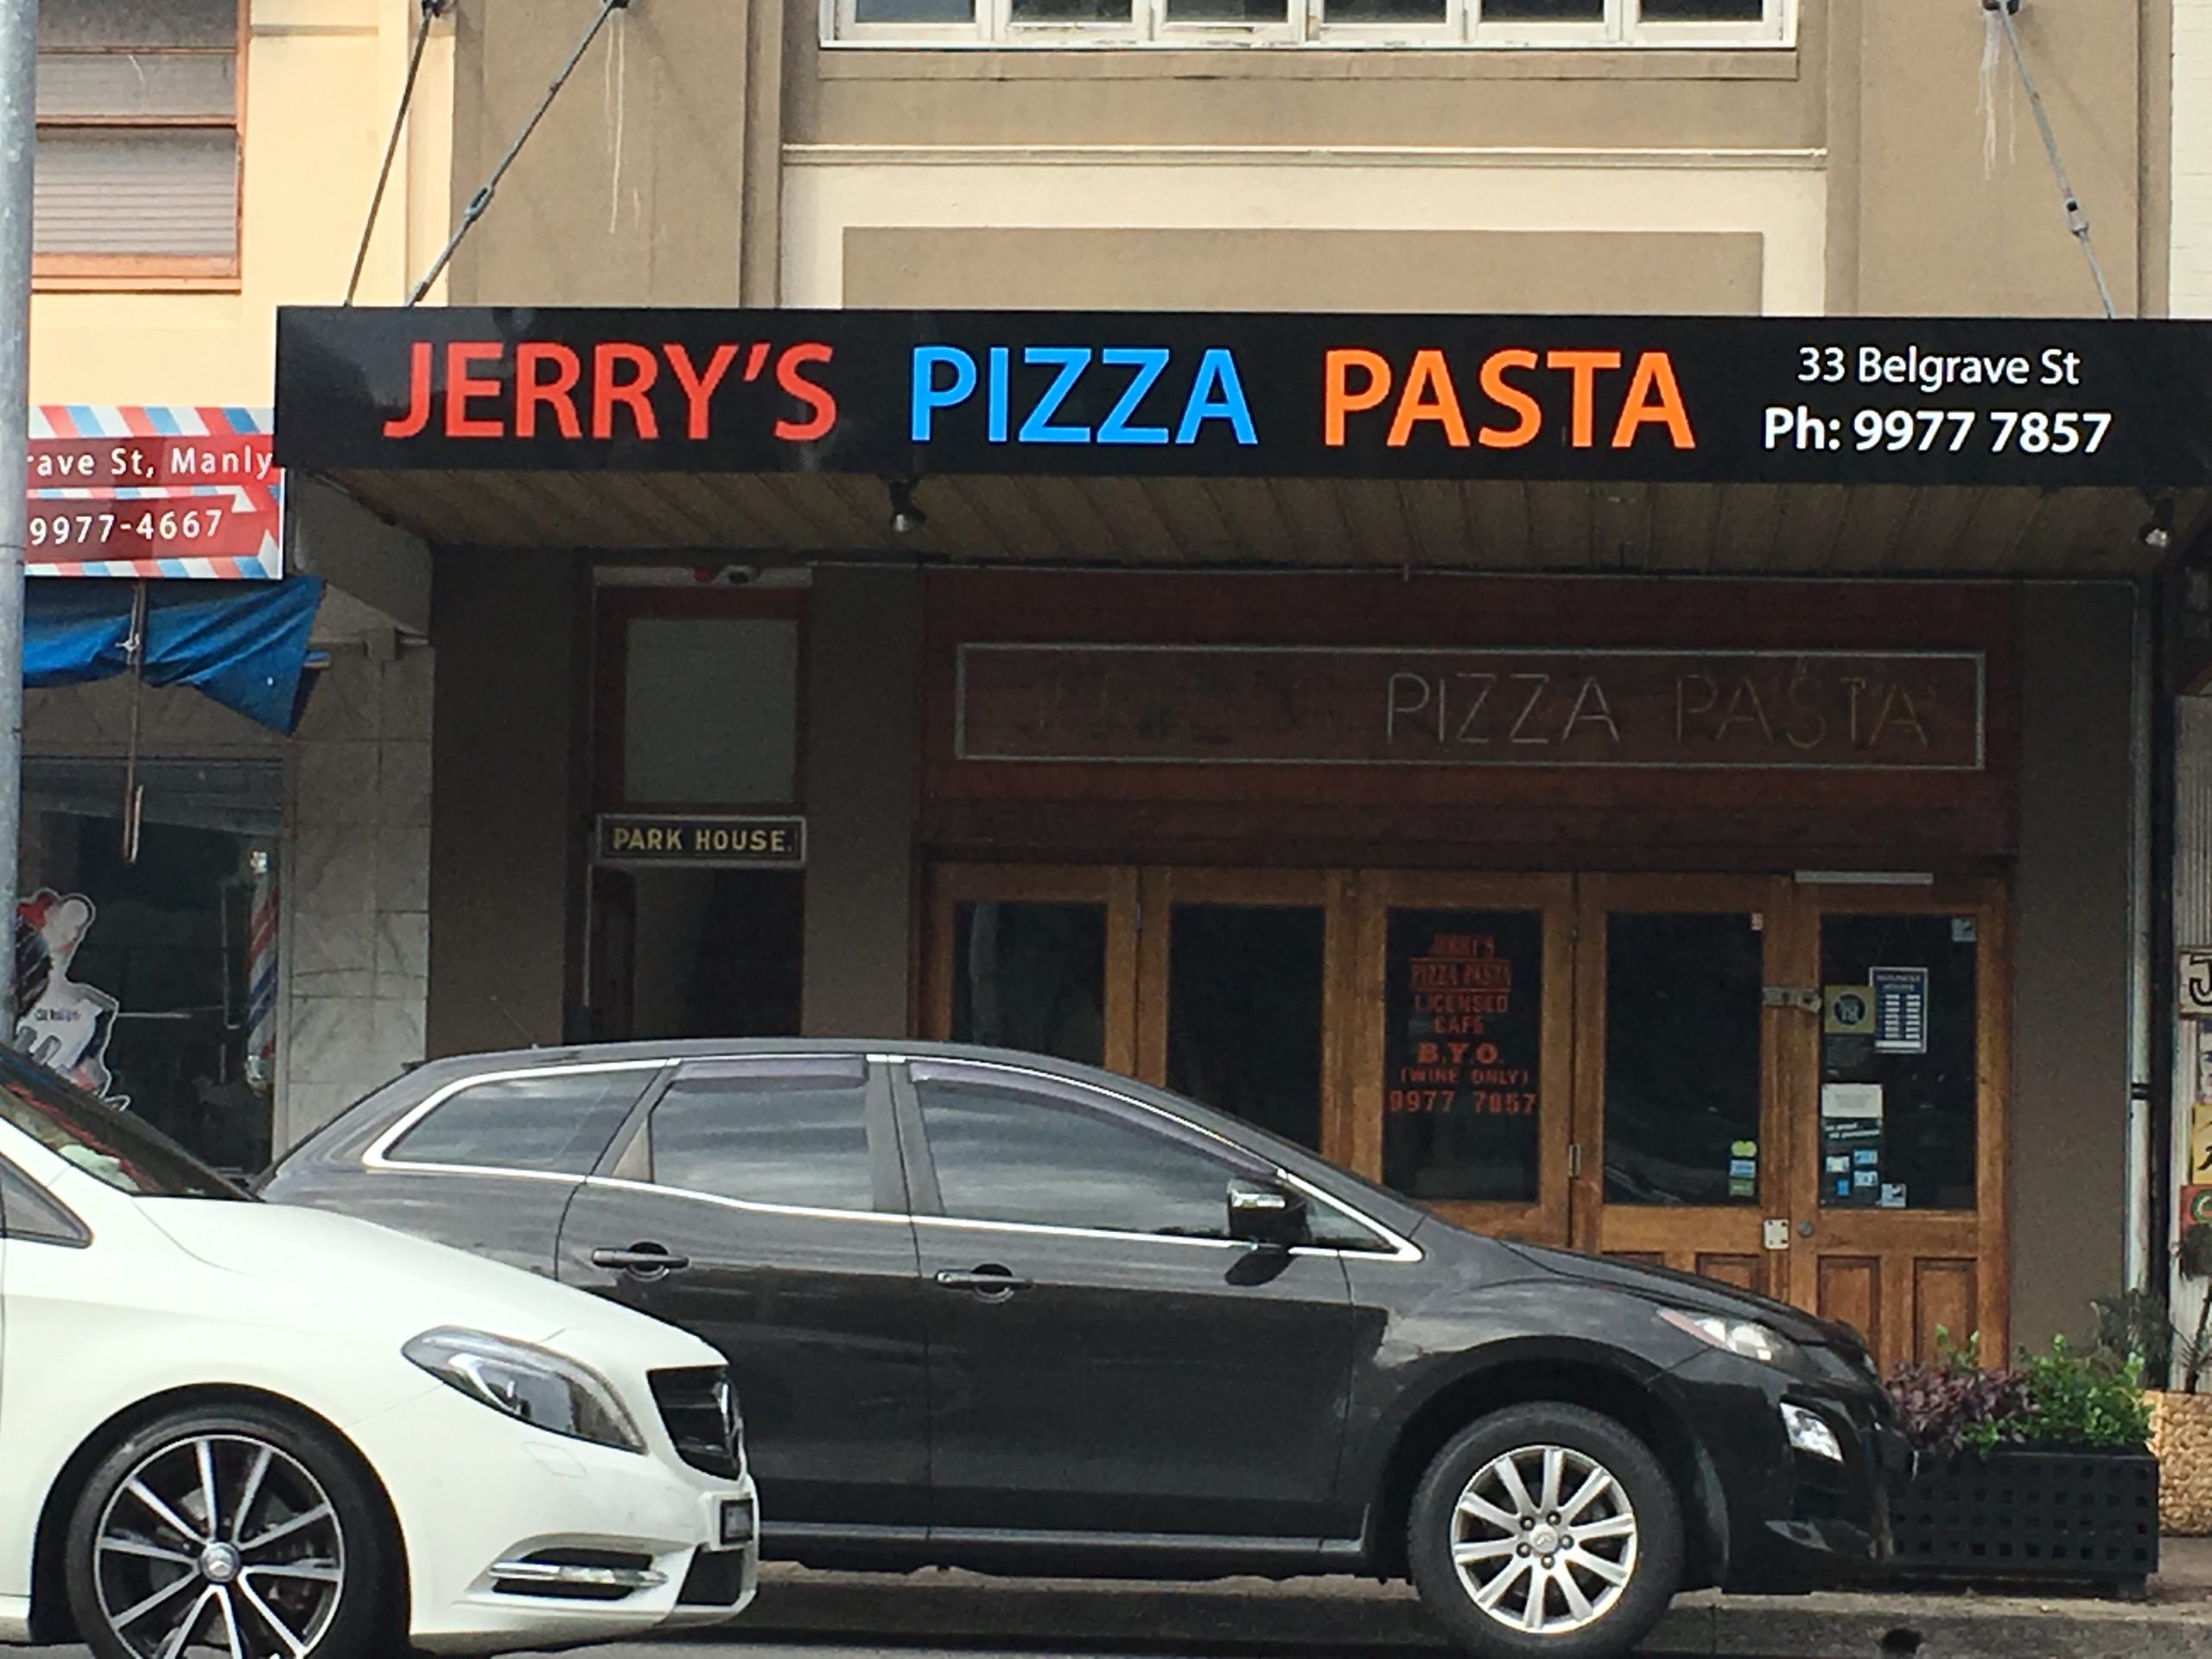 JERRY'S PIZZA PASTA
33 Belgrave St
Ph: 9977 7857
rave St, Manly
9977-4667
PIZZA PASTA
PARK HOUSE.
JERRY'S
PIZZA PASTA
LICENSED
CAFE
B.Y.O.
(WINE ONLY)
9977 7857